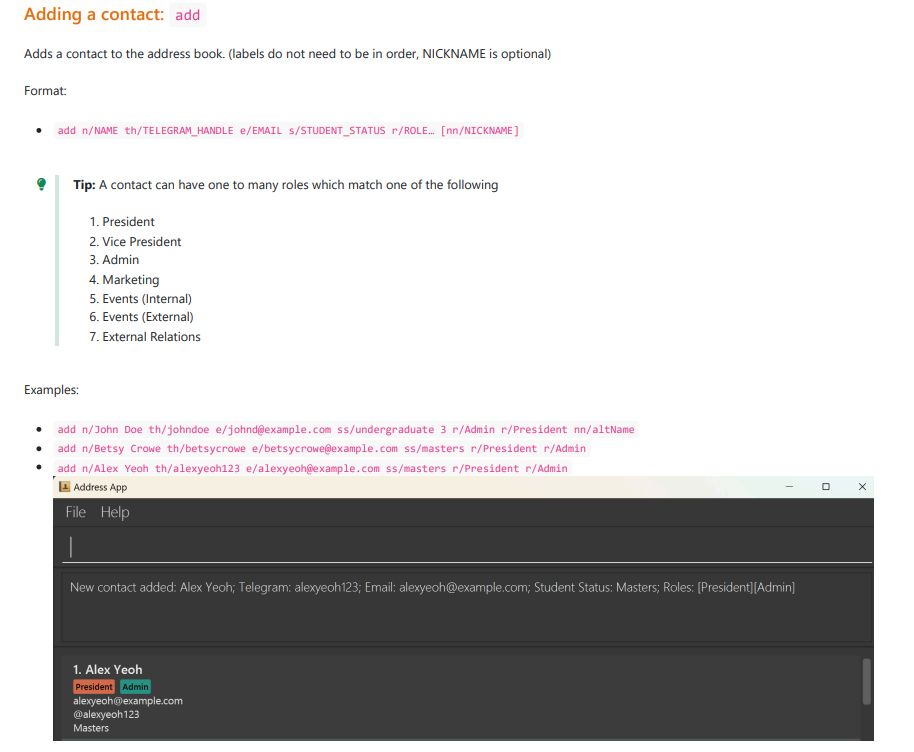 Adding a contact: add
Adds a contact to the address book. (labels do not need to be in order, NICKNAME is optional)
Format:
• add n/NAME th/TELEGRAM_HANDLE e/EMAIL s/STUDENT_STATUS r/ROLE… [nn/NICKNAME]
Tip: A contact can have one to many roles which match one of the following
1. President
2. Vice President
3. Admin
4. Marketing
5. Events (Internal)
6. Events (External)
7. External Relations
Examples:
• add n/John Doe th/johndoe e/johnd@example.com ss/undergraduate 3 r/Admin r/President nn/altName
• add n/Betsy Crowe th/betsycrowe e/betsycrowe@example.com ss/masters r/President r/Admin
• add n/Alex Yeoh th/alexyeoh123 e/alexyeoh@example.com ss/masters r/President r/Admin
Address App
File Help
New contact added: Alex Yeoh; Telegram: alexyeoh123; Email: alexyeoh@example.com; Student Status: Masters; Roles: [President][Admin]
1. Alex Yeoh
President Admin
alexyeoh@example.com
@alexyeoh123
Masters